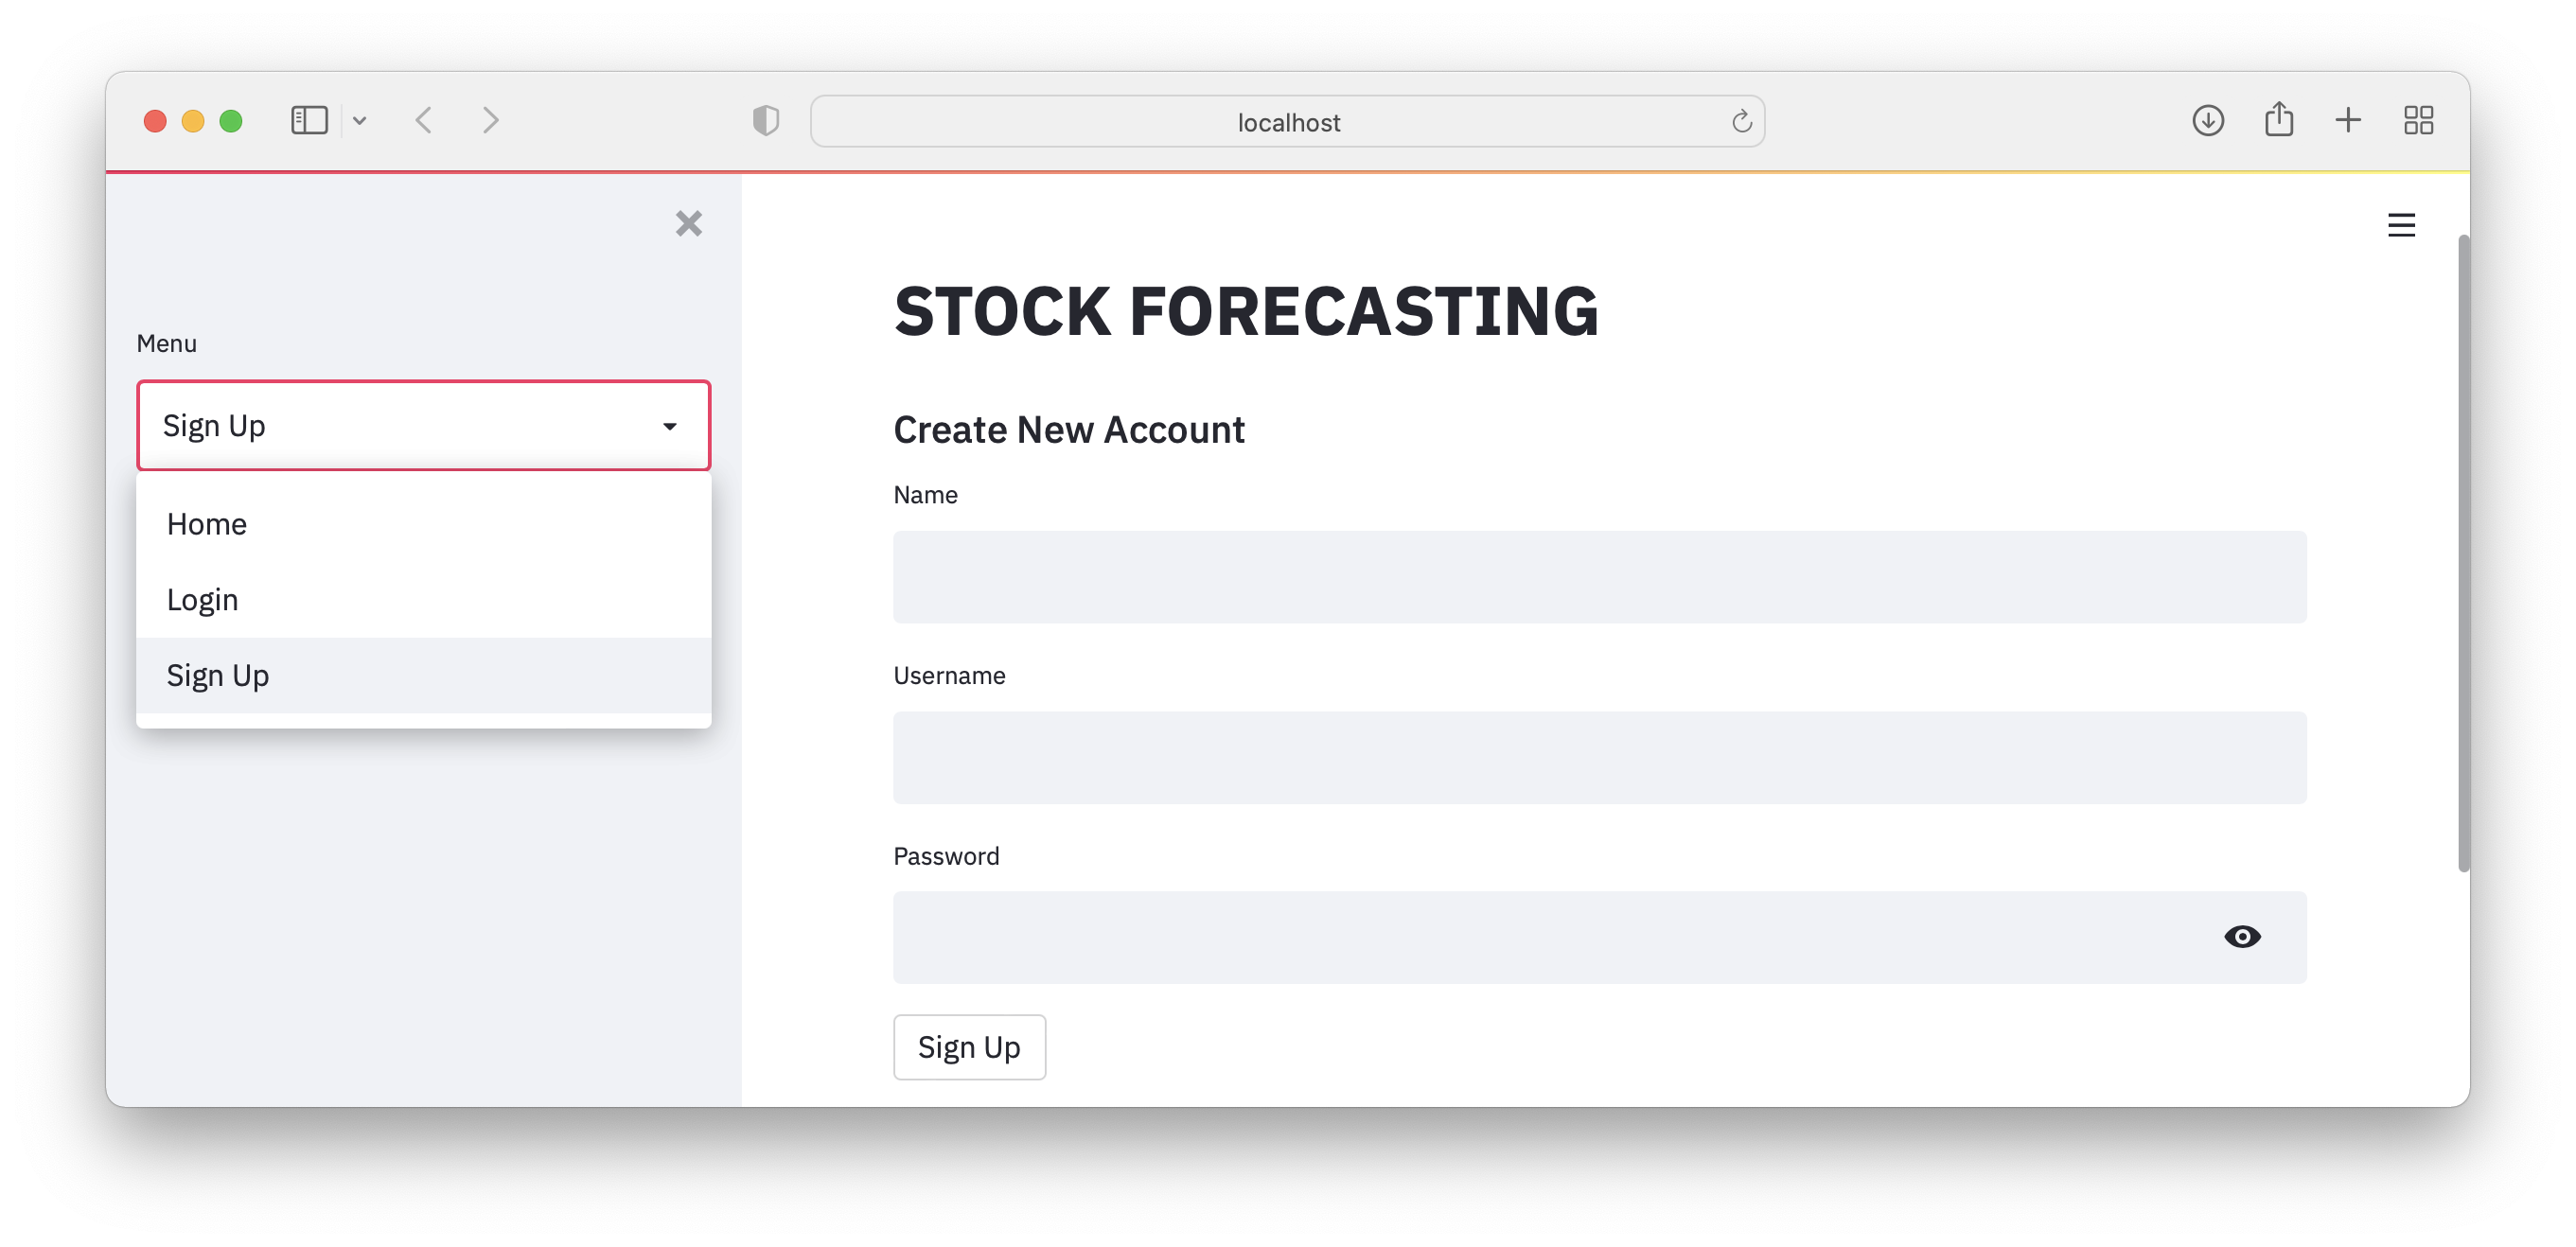 localhost
Menu
Sign Up
Home
Login
Sign Up
STOCK FORECASTING
Create New Account
Name
Username
Password
Sign Up